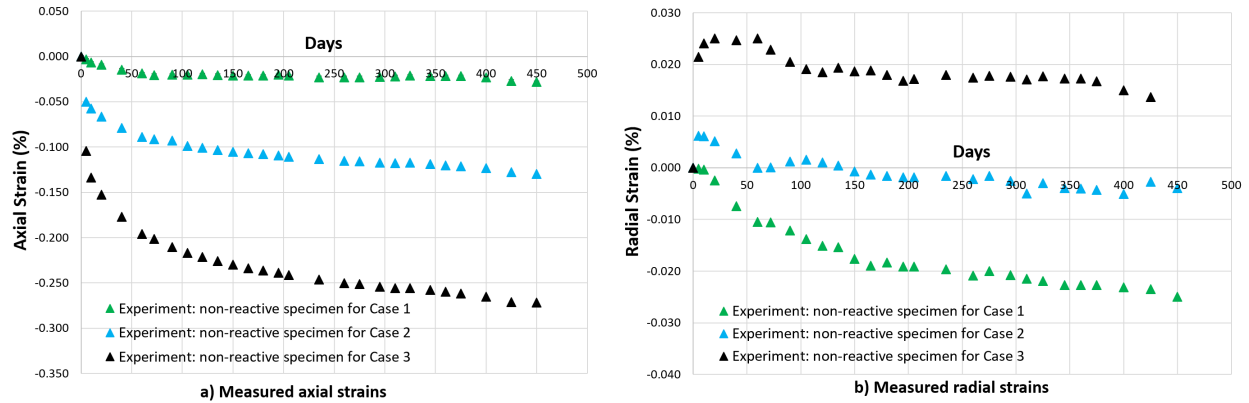 0.050
0.000
-0.050
-0.100
-0.150
-0.200
-0.250
-0.300
-0.350
Axial Strain (%)
Days
0 50 100 150 200 250 300 350 400 450 500
Experiment: non-reactive specimen for Case 1
Experiment: non-reactive specimen for Case 2
Experiment: non-reactive specimen for Case 3
a) Measured axial strains
0.030
0.020
0.010
0.000
-0.010
-0.020
-0.030
-0.040
Radial Strain (%)
Days
0 50 100 150 200 250 300 350 400 450 500
Experiment: non-reactive specimen for Case 1
Experiment: non-reactive specimen for Case 2
Experiment: non-reactive specimen for Case 3
b) Measured radial strains